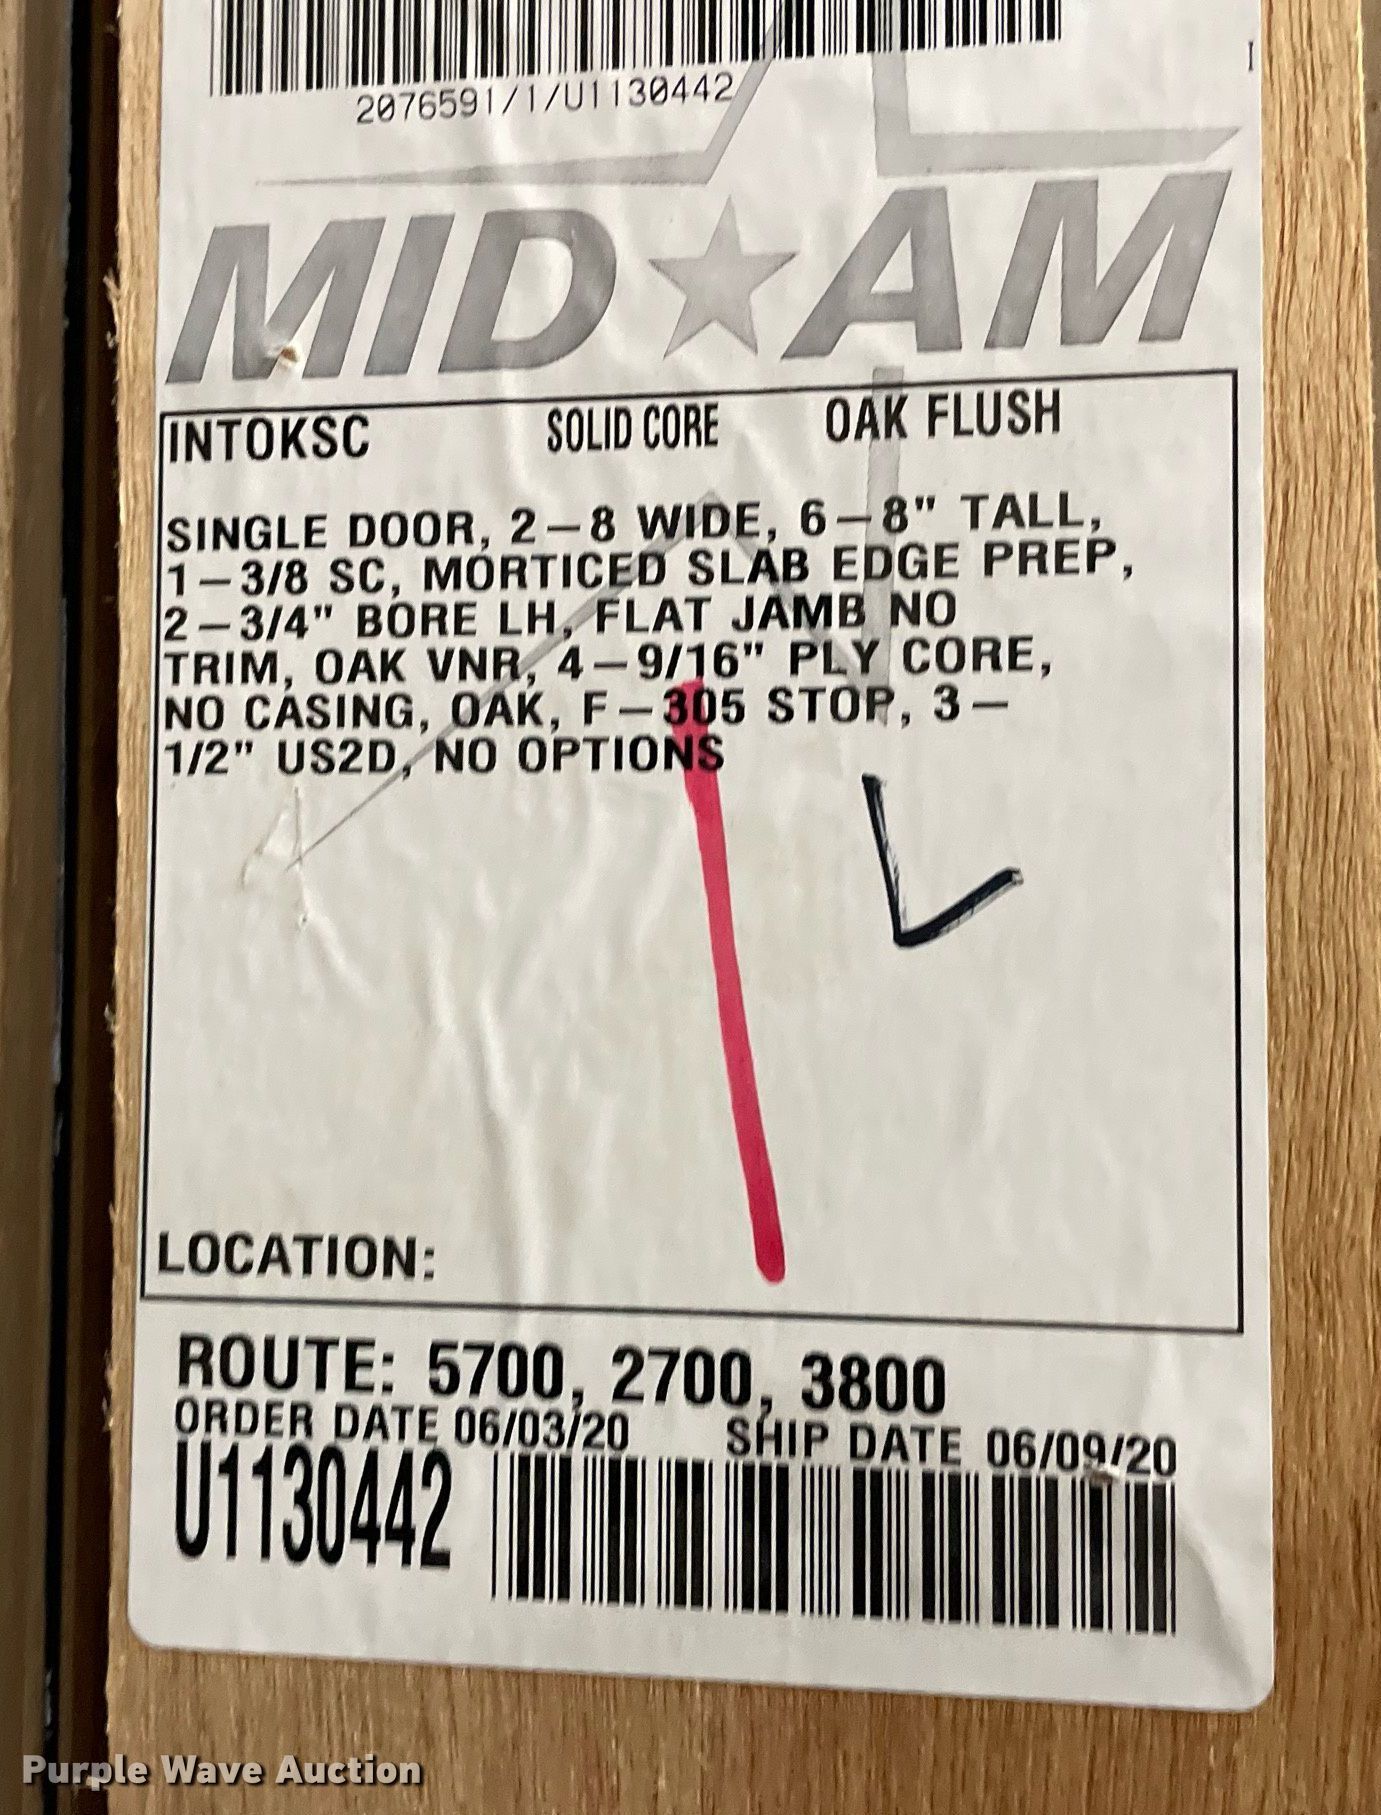 2076591/1/U1130442
MID★AM
INTOKSC SOLID CORE OAK FLUSH
SINGLE DOOR, 2-8 WIDE, 6-8" TALL,
1-3/8 SC, MORTICED SLAB EDGE PREP,
2-3/4" BORE LH, FLAT JAMB NO
TRIM, OAK VNR, 4-9/16" PLY CORE,
NO CASING, OAK, F-305 STOP, 3-
1/2" US2D, NO OPTIONS
L
LOCATION:
ROUTE: 5700, 2700, 3800
ORDER DATE 06/03/20 SHIP DATE 06/09/20
U1130442
Purple Wave Auction